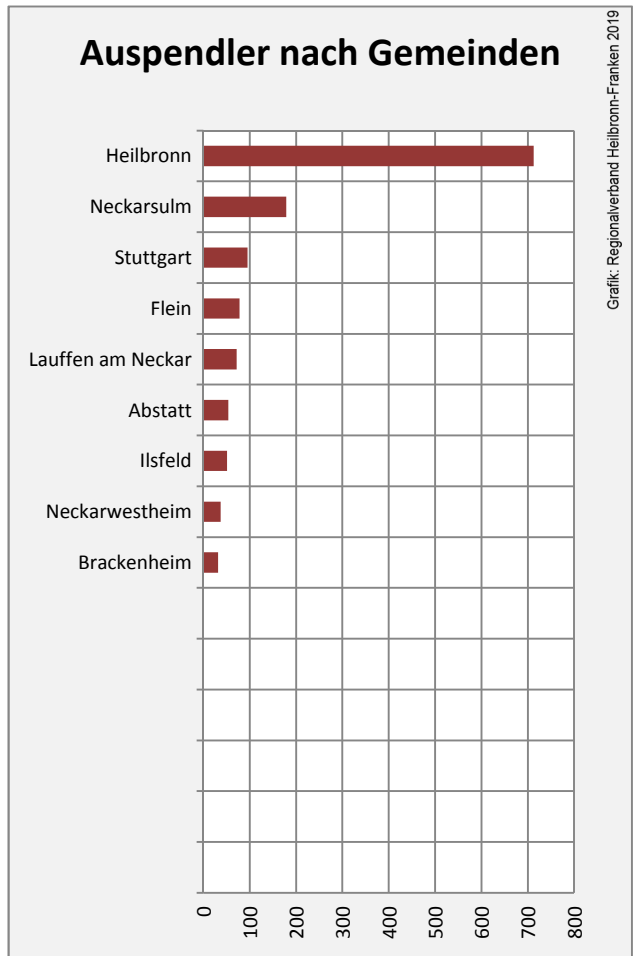 Auspendler nach Gemeinden
Grafik: Regionalverband Heilbronn-Franken 2019
Heilbronn
Neckarsulm
Stuttgart
Flein
Lauffen am Neckar
Abstatt
Ilsfeld
Neckarwestheim
Brackenheim
0
100
200
300
400
500
600
700
800